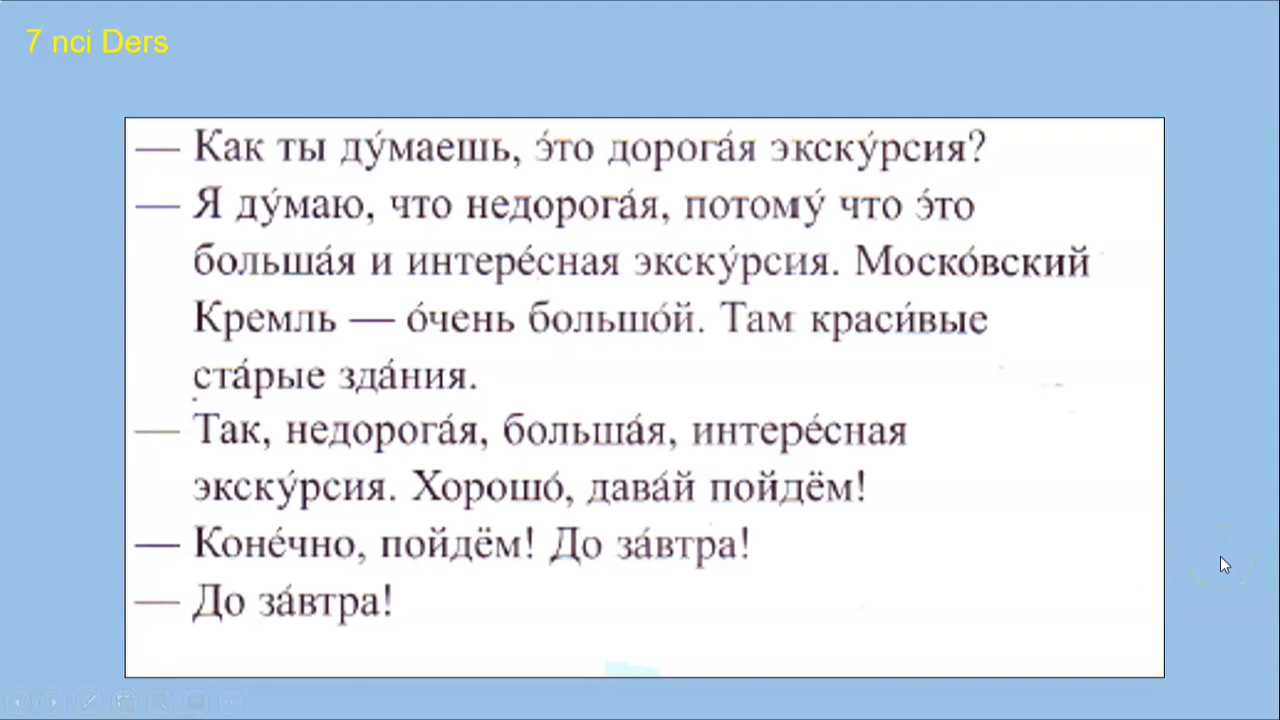 7 nci Ders
— Как ты ду́маешь, э́то дорога́я экску́рсия?
— Я ду́маю, что недорога́я, потому́ что э́то
больша́я и интере́сная экску́рсия. Моско́вский
Кремль — о́чень большо́й. Там краси́вые
ста́рые зда́ния.
— Так, недорога́я, больша́я, интере́сная
экску́рсия. Хорошо́, дава́й пойдём!
— Коне́чно, пойдём! До за́втра!
— До за́втра!